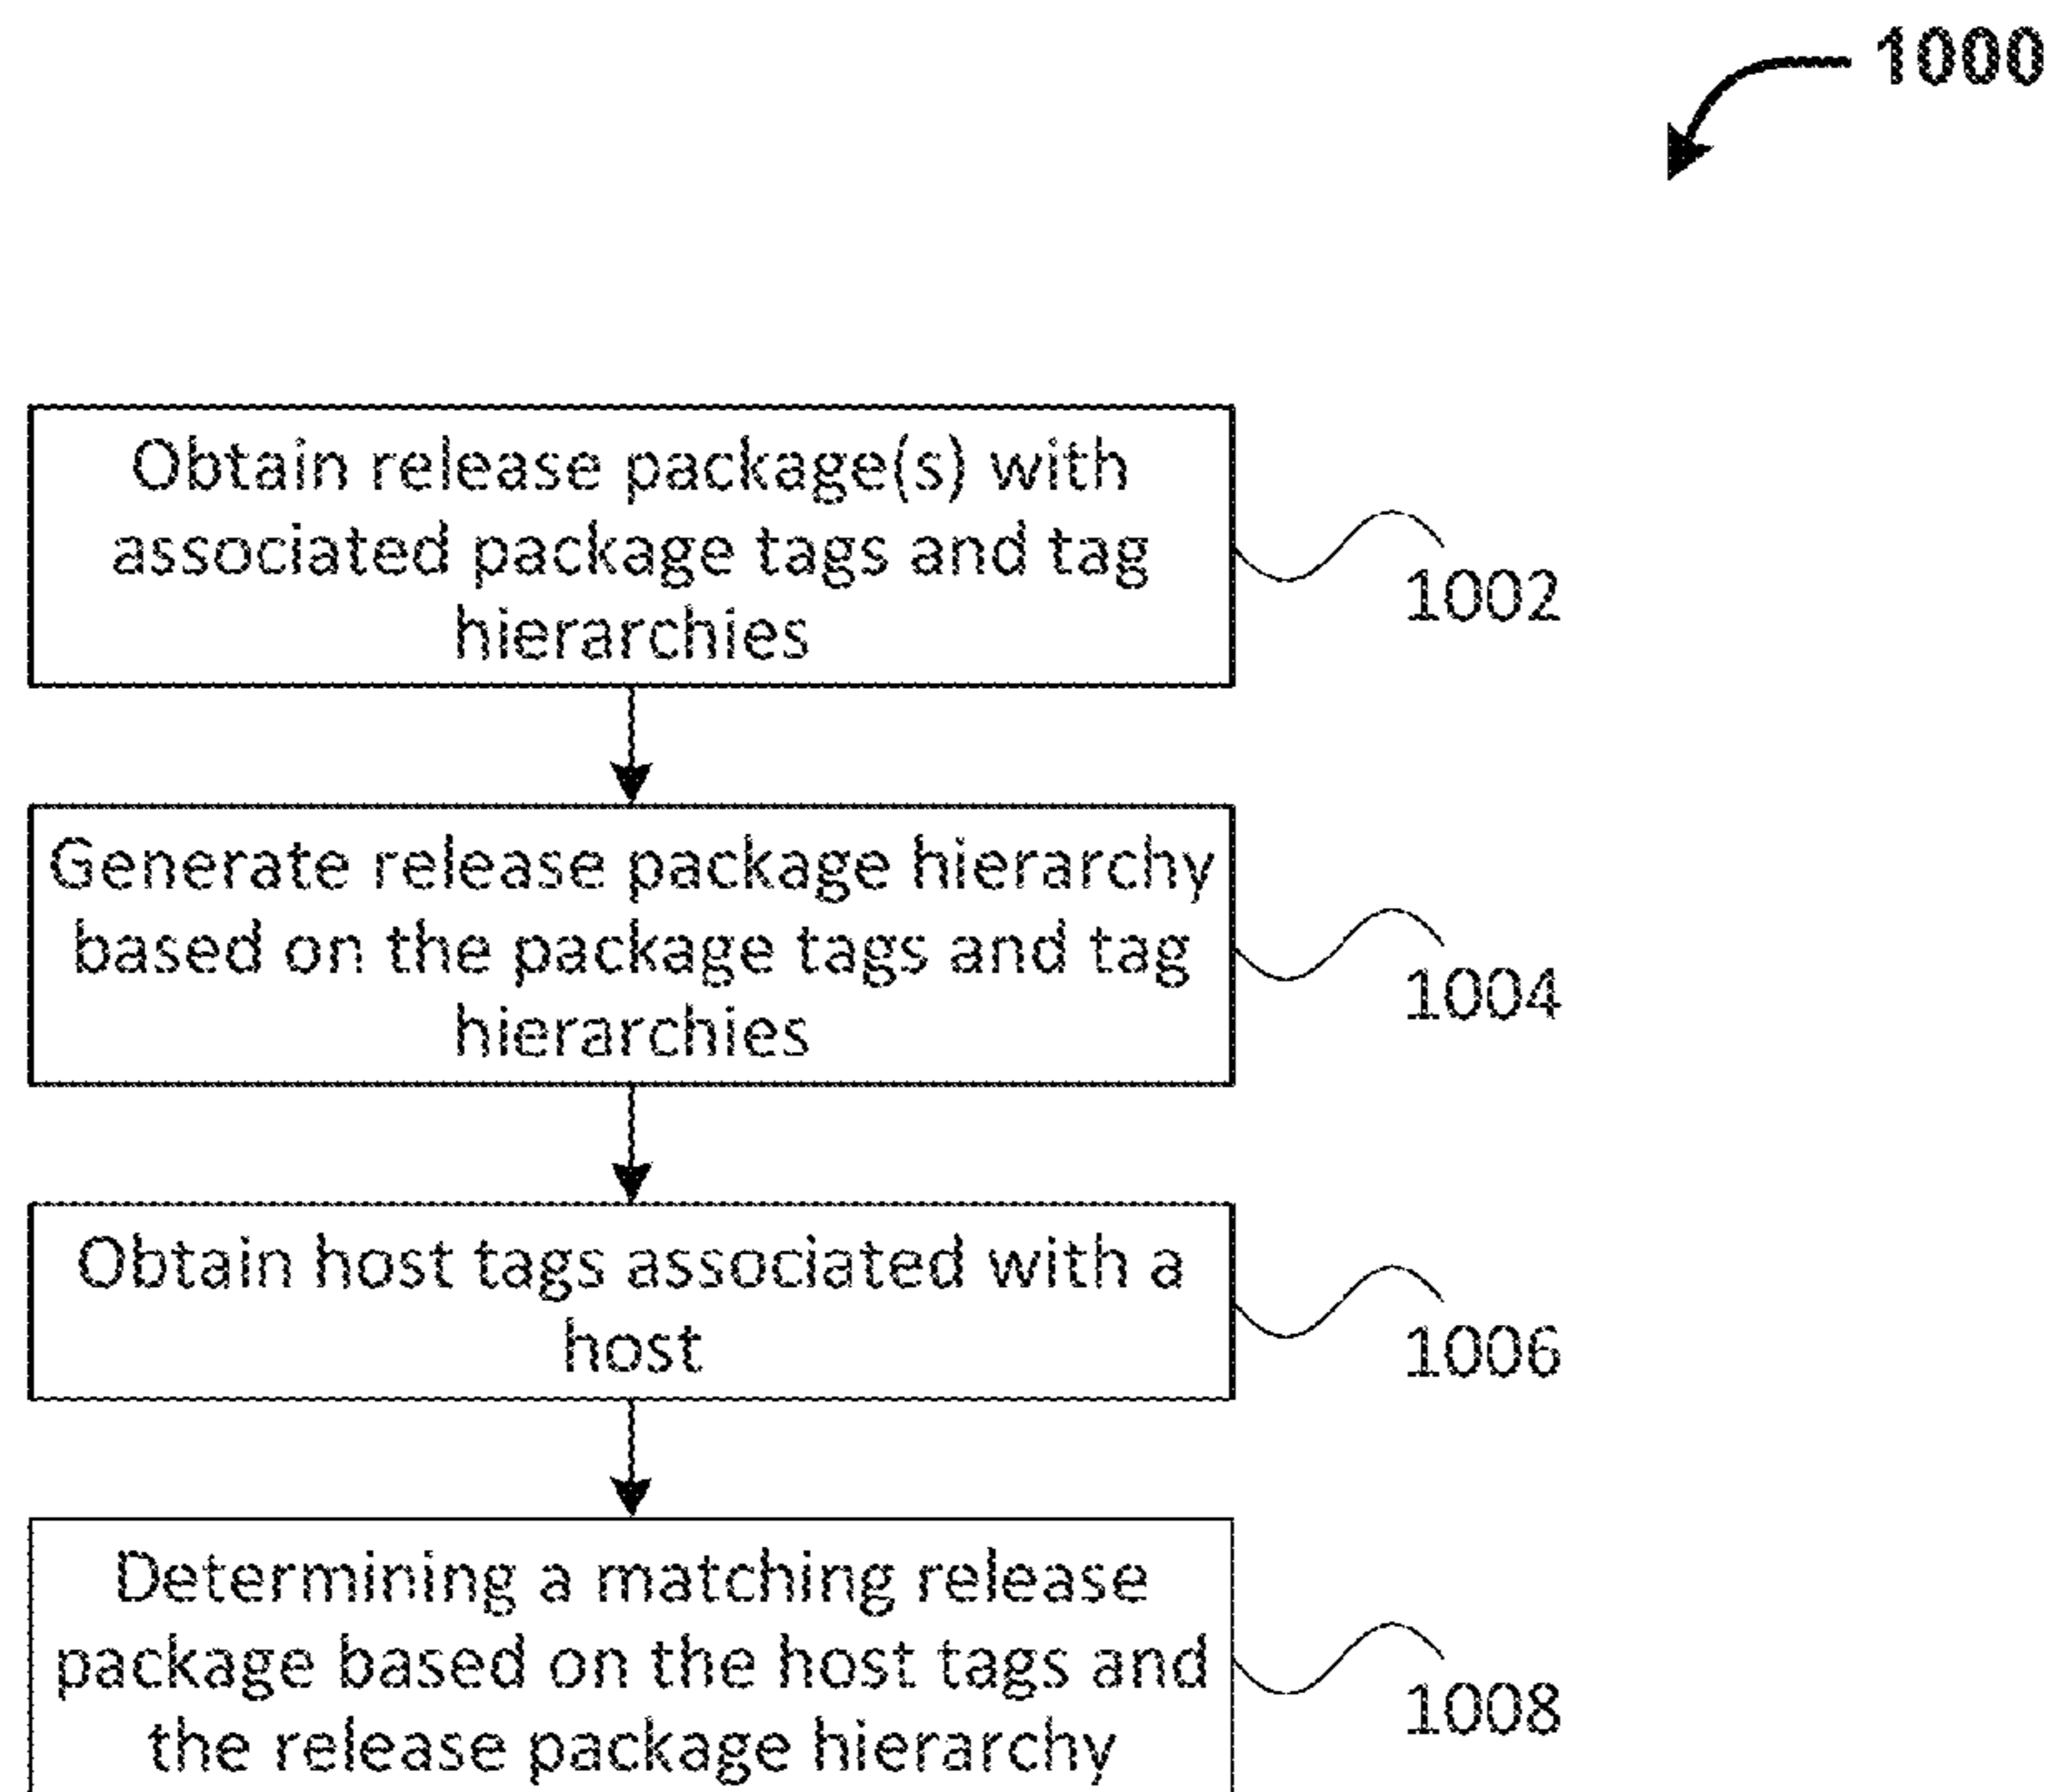 1000
Obtain release package(s) with
associated package tags and tag
hierarchies
1002
Generate release package hierarchy
based on the package tags and tag
hierarchies
1004
Obtain host tags associated with a
host
1006
Determining a matching release
package based on the host tags and
the release package hierarchy
1008